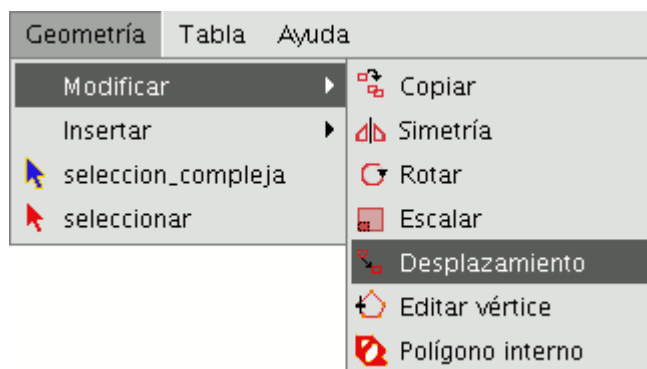 Geometría Tabla Ayuda
Modificar
Insertar
seleccion_compleja
seleccionar
Copiar
Simetría
Rotar
Escalar
Desplazamiento
Editar vértice
Polígono interno